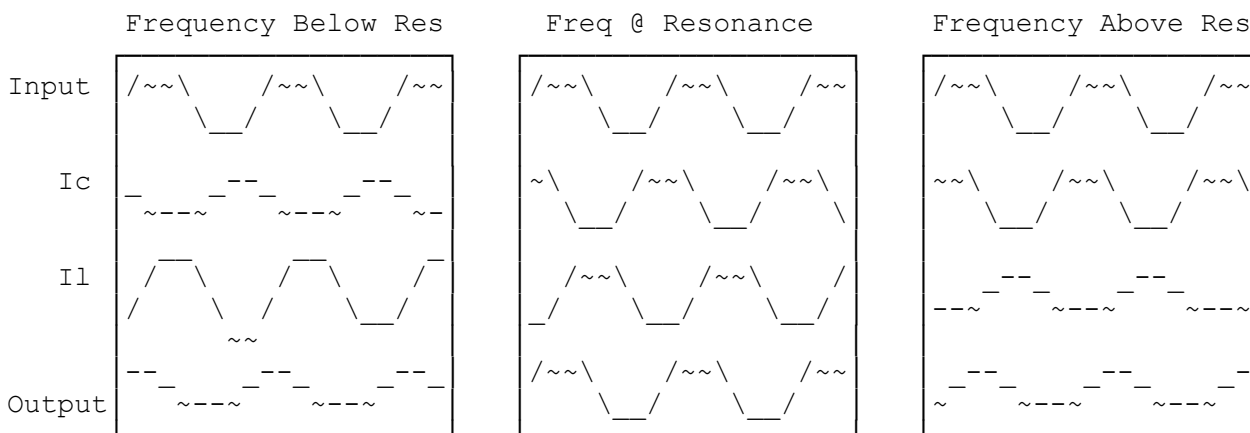 Frequency Below Res    Freq @ Resonance    Frequency Above Res
Input
Ic
Il
Output